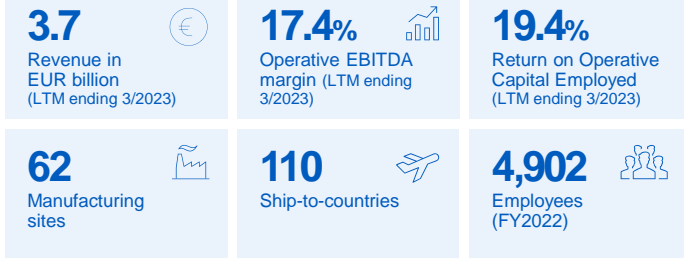 3.7
Revenue in
EUR billion
(LTM ending 3/2023)
17.4%
Operative EBITDA
margin (LTM ending
3/2023)
19.4%
Return on Operative
Capital Employed
(LTM ending 3/2023)
62
Manufacturing
sites
110
Ship-to-countries
4,902
Employees
(FY2022)